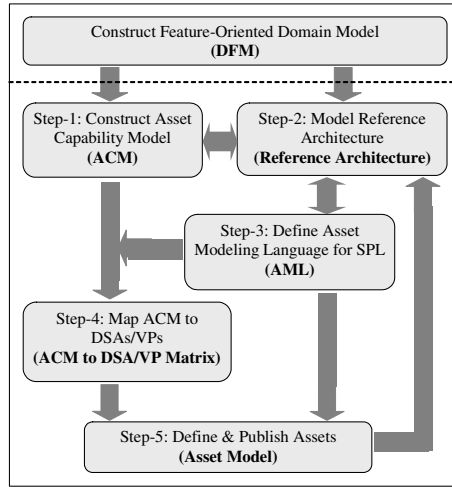 Construct Feature-Oriented Domain Model
(DFM)
Step-1: Construct Asset
Capability Model
(ACM)
Step-2: Model Reference
Architecture
(Reference Architecture)
Step-3: Define Asset
Modeling Language for SPL
(AML)
Step-4: Map ACM to
DSAs/VPs
(ACM to DSA/VP Matrix)
Step-5: Define & Publish Assets
(Asset Model)